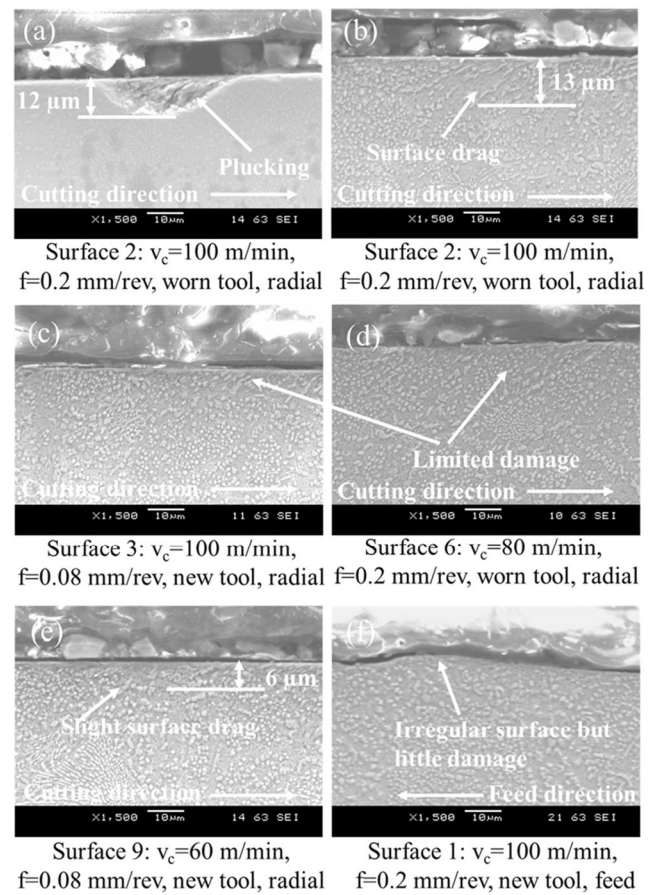 (a)
12 µm
Plucking
Cutting direction
X1,500 10µm 14 63 SEI
Surface 2: vc=100 m/min,
f=0.2 mm/rev, worn tool, radial
(b)
13 µm
Surface drag
Cutting direction
X1,500 10µm 14 63 SEI
Surface 2: vc=100 m/min,
f=0.2 mm/rev, worn tool, radial
(c)
Cutting direction
X1,500 10µm 11 63 SEI
Surface 3: vc=100 m/min,
f=0.08 mm/rev, new tool, radial
(d)
Limited damage
Cutting direction
X1,500 10µm 10 63 SEI
Surface 6: vc=80 m/min,
f=0.2 mm/rev, worn tool, radial
(e)
6 µm
Slight surface drag
Cutting direction
X1,500 10µm 14 63 SEI
Surface 9: vc=60 m/min,
f=0.08 mm/rev, new tool, radial
(f)
Irregular surface but
little damage
Feed direction
X1,500 10µm 21 63 SEI
Surface 1: vc=100 m/min,
f=0.2 mm/rev, new tool, feed